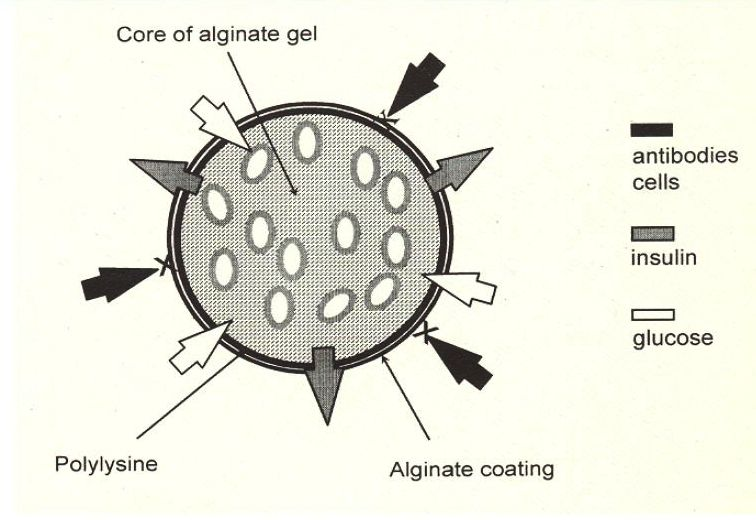 Core of alginate gel
antibodies
cells
insulin
glucose
Polylysine
Alginate coating